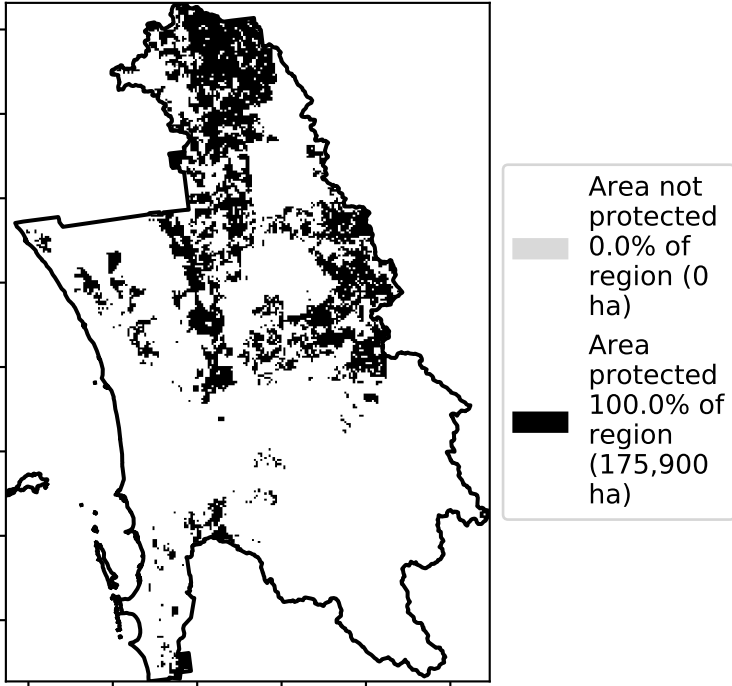 Area not
protected
0.0% of
region (0
ha)
Area
protected
100.0% of
region
(175,900
ha)